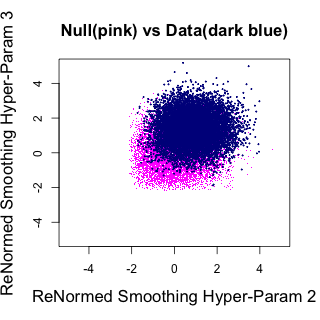 Null(pink) vs Data(dark blue)
ReNormed Smoothing Hyper-Param 3
4
2
0
-2
-4
-4 -2 0 2 4
ReNormed Smoothing Hyper-Param 2